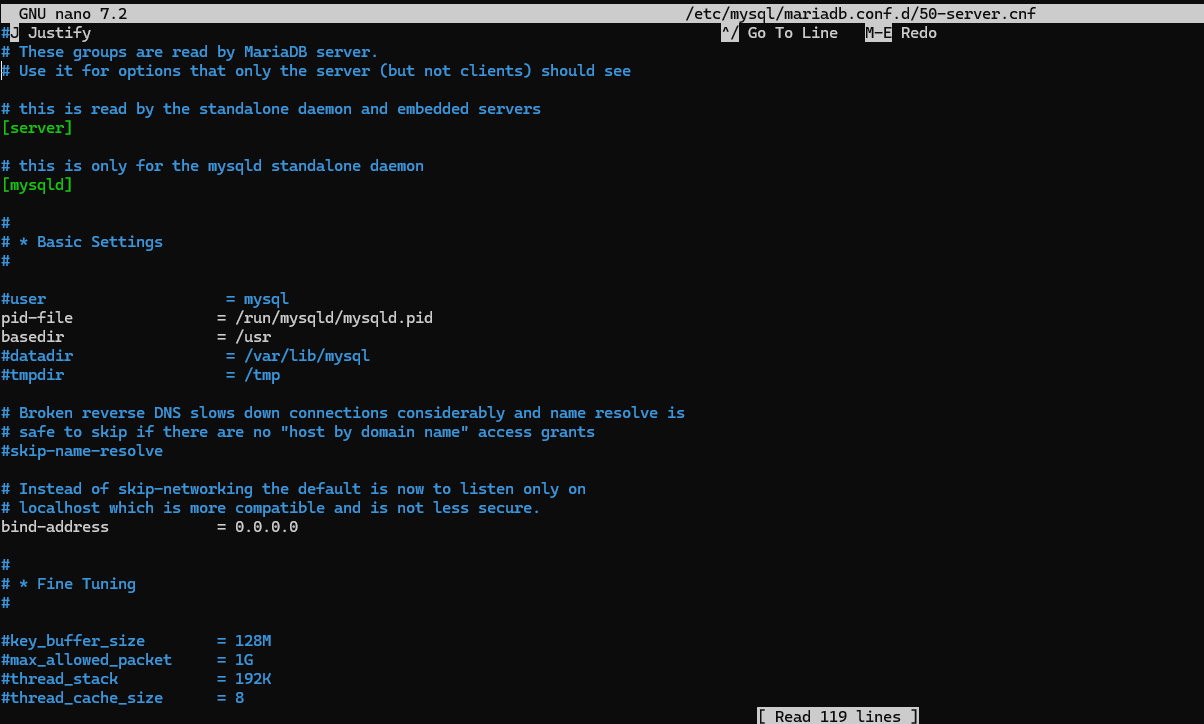 GNU nano 7.2 /etc/mysql/mariadb.conf.d/50-server.cnf
#J Justify ^/ Go To Line M-E Redo
# These groups are read by MariaDB server.
# Use it for options that only the server (but not clients) should see
# this is read by the standalone daemon and embedded servers
[server]
# this is only for the mysqld standalone daemon
[mysqld]
#
# * Basic Settings
#
#user = mysql
pid-file = /run/mysqld/mysqld.pid
basedir = /usr
#datadir = /var/lib/mysql
#tmpdir = /tmp
# Broken reverse DNS slows down connections considerably and name resolve is
# safe to skip if there are no "host by domain name" access grants
#skip-name-resolve
# Instead of skip-networking the default is now to listen only on
# localhost which is more compatible and is not less secure.
bind-address = 0.0.0.0
#
# * Fine Tuning
#
#key_buffer_size = 128M
#max_allowed_packet = 1G
#thread_stack = 192K
#thread_cache_size = 8
[ Read 119 lines ]